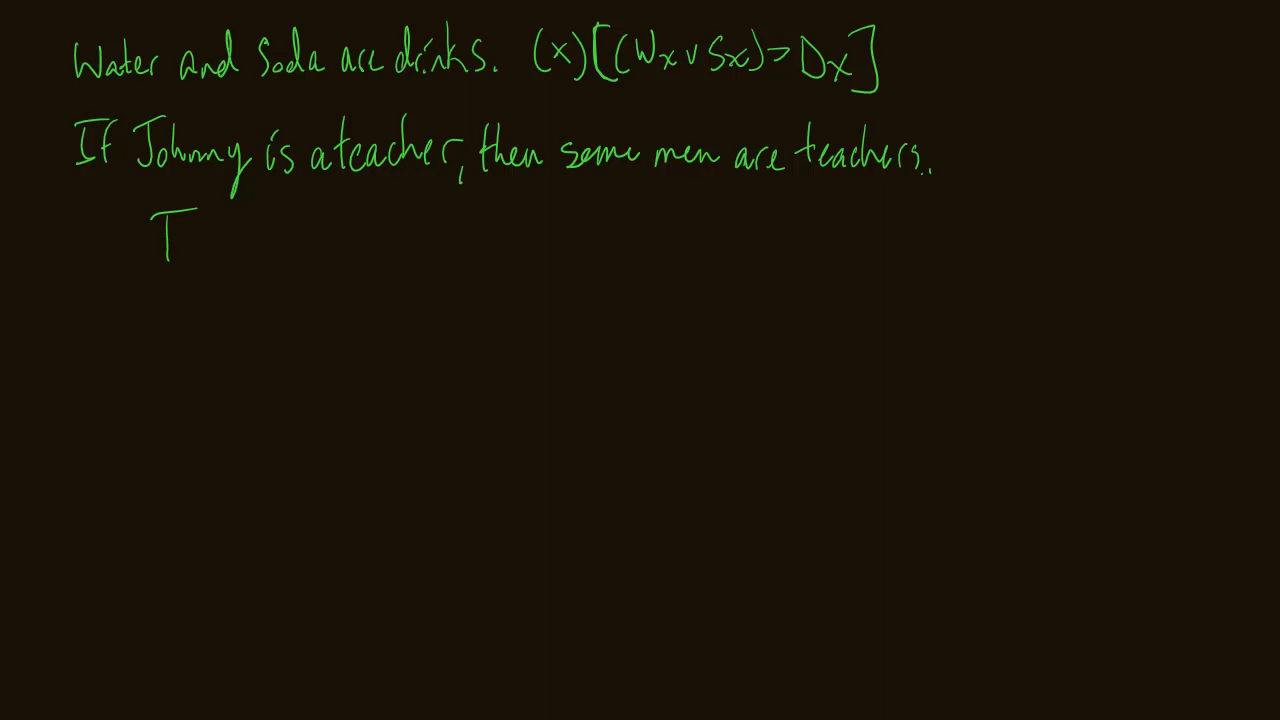 Water and Soda are drinks. (x)[(Wx v Sx) > Dx]
If Johnny is a teacher, then some men are teachers..
T